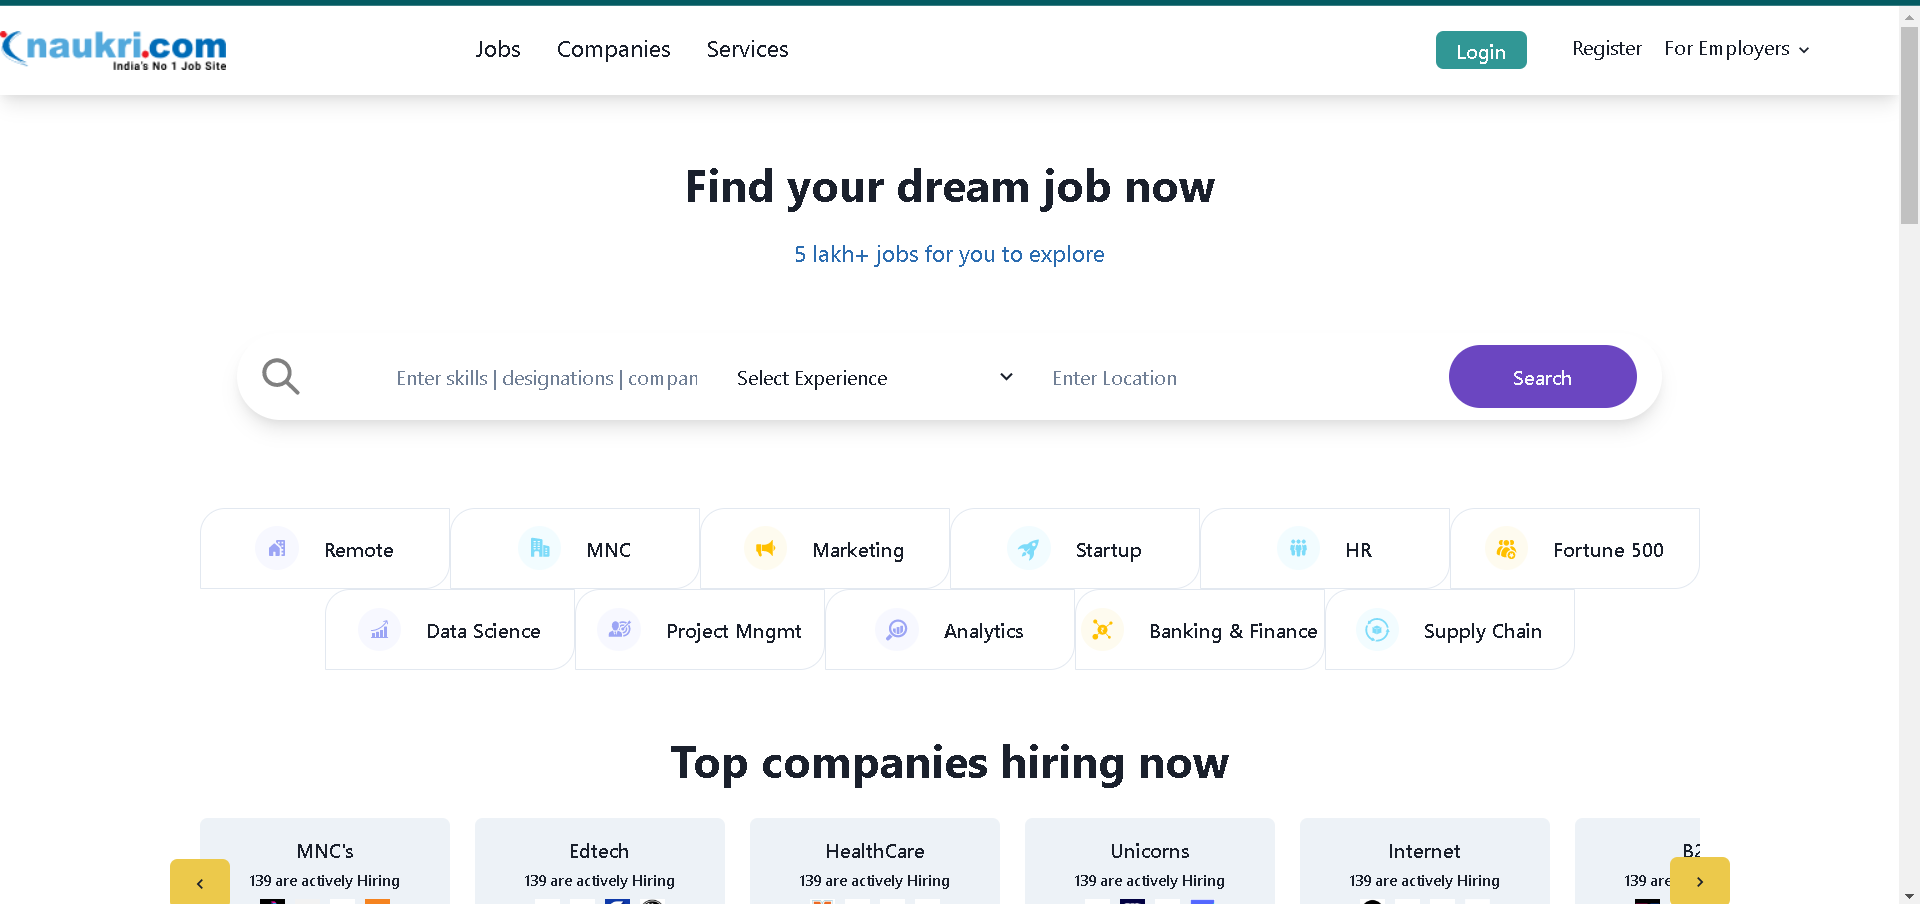 naukri.com
India's No 1 Job Site
Jobs Companies Services
Login Register For Employers
Find your dream job now
5 lakh+ jobs for you to explore
Enter skills | designations | compan Select Experience Enter Location Search
Remote MNC Marketing Startup HR Fortune 500
Data Science Project Mngmt Analytics Banking & Finance Supply Chain
Top companies hiring now
MNC's Edtech HealthCare Unicorns Internet B2
139 are actively Hiring 139 are actively Hiring 139 are actively Hiring 139 are actively Hiring 139 are actively Hiring 139 are